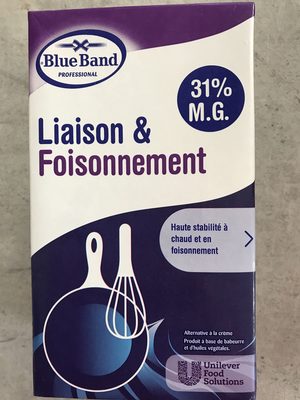 Blue Band
PROFESSIONAL
31%
M.G.
Liaison &
Foisonnement
Haute stabilité à
chaud et en
foisonnement
Alternative à la crème
Produit à base de babeurre
et d'huiles végétales.
Unilever
Food
Solutions